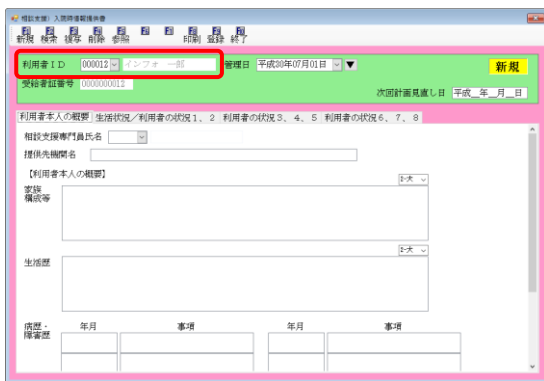 相談支援）入院時情報提供書
新規 検索 複写 削除 参照 印刷 登録 終了
利用者ＩＤ 000012 インフォ 一郎 管理日 平成30年07月01日 ▼ 新規
受給者証番号 0000000012
次回計画見直し日 平成__年__月__日
利用者本人の概要 生活状況／利用者の状況１、２ 利用者の状況３、４、５ 利用者の状況６、７、８
相談支援専門員氏名
提供先機関名
【利用者本人の概要】
家族
構成等
生活歴
病歴・
障害歴
年月 事項 年月 事項